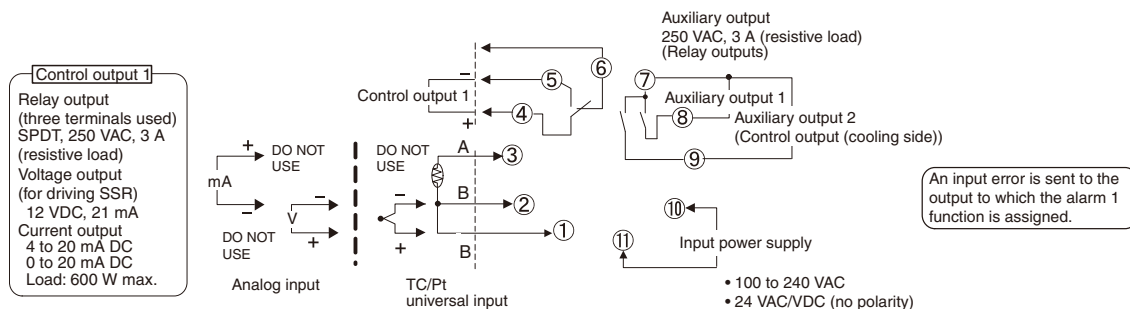 Control output 1
Relay output
(three terminals used)
SPDT, 250 VAC, 3 A
(resistive load)
Voltage output
(for driving SSR)
12 VDC, 21 mA
Current output
4 to 20 mA DC
0 to 20 mA DC
Load: 600 W max.
+
mA
−
DO NOT
USE
DO NOT
USE
−
V
+
Analog input
DO NOT
USE
−
+
TC/Pt
universal input
A
B
B
−
Control output 1
+
⑥
⑤
④
③
②
①
Auxiliary output
250 VAC, 3 A (resistive load)
(Relay outputs)
⑦
Auxiliary output 1
⑧
Auxiliary output 2
(Control output (cooling side))
⑨
⑩
⑪
Input power supply
• 100 to 240 VAC
• 24 VAC/VDC (no polarity)
An input error is sent to the
output to which the alarm 1
function is assigned.